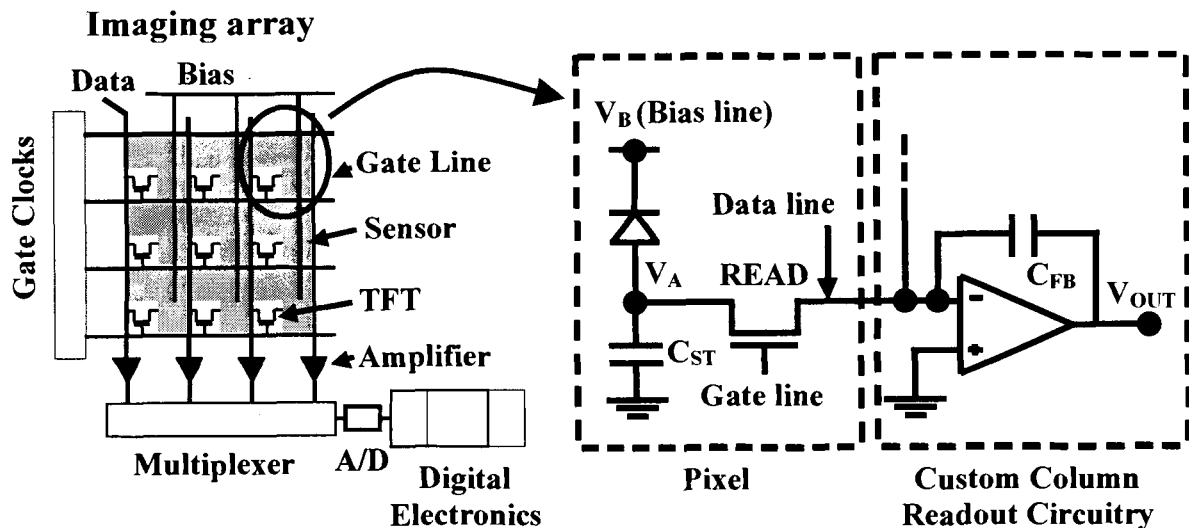 Imaging array
Data
Bias
Gate Clocks
Gate Line
Sensor
TFT
Amplifier
Multiplexer
A/D
Digital
Electronics
V_B (Bias line)
Data line
V_A
READ
C_ST
Gate line
Pixel
C_FB
V_OUT
-
+
Custom Column
Readout Circuitry